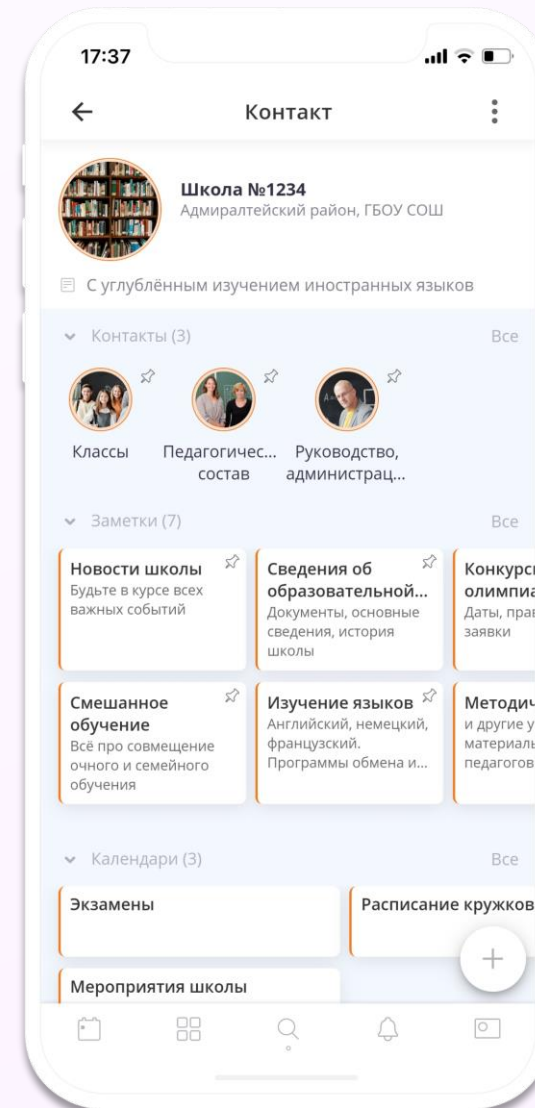 17:37
Контакт
Школа №1234
Адмиралтейский район, ГБОУ СОШ
С углублённым изучением иностранных языков
Контакты (3)
Все
Классы
Педагогичес...
состав
Руководство,
администрац...
Заметки (7)
Все
Новости школы
Будьте в курсе всех
важных событий
Сведения об
образовательной...
Документы, основные
сведения, история
школы
Конкурс
олимпиа
Даты, пра
заявки
Смешанное
обучение
Всё про совмещение
очного и семейного
обучения
Изучение языков
Английский, немецкий,
французский.
Программы обмена и...
Методич
и другие у
материаль
педагогов
Календари (3)
Все
Экзамены
Расписание кружков
Мероприятия школы